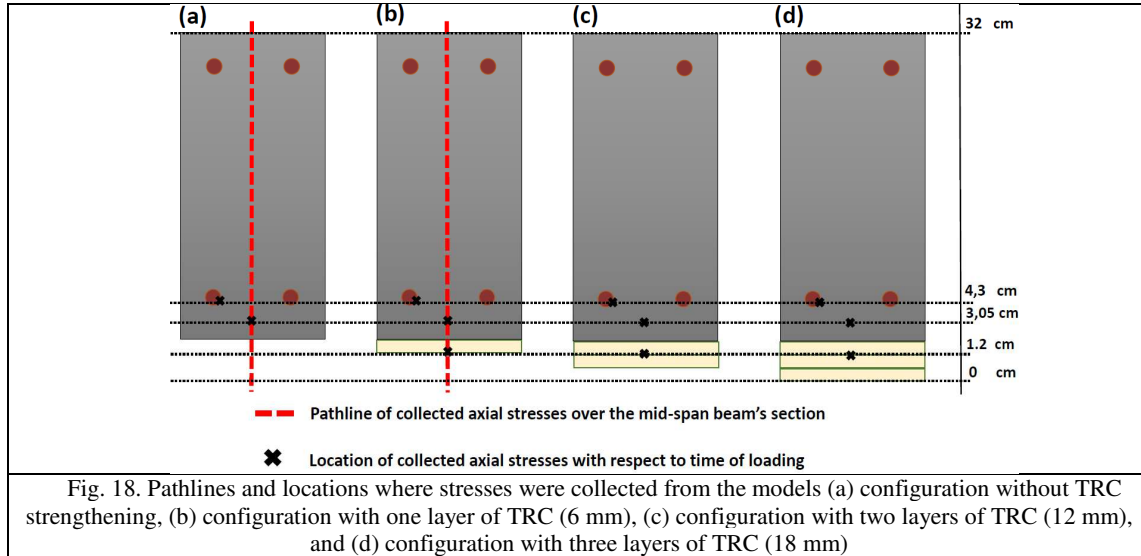 (a) (b) (c) (d)
32 cm
4,3 cm
3,05 cm
1.2 cm
0 cm
Pathline of collected axial stresses over the mid-span beam's section
Location of collected axial stresses with respect to time of loading
Fig. 18. Pathlines and locations where stresses were collected from the models (a) configuration without TRC
strengthening, (b) configuration with one layer of TRC (6 mm), (c) configuration with two layers of TRC (12 mm),
and (d) configuration with three layers of TRC (18 mm)